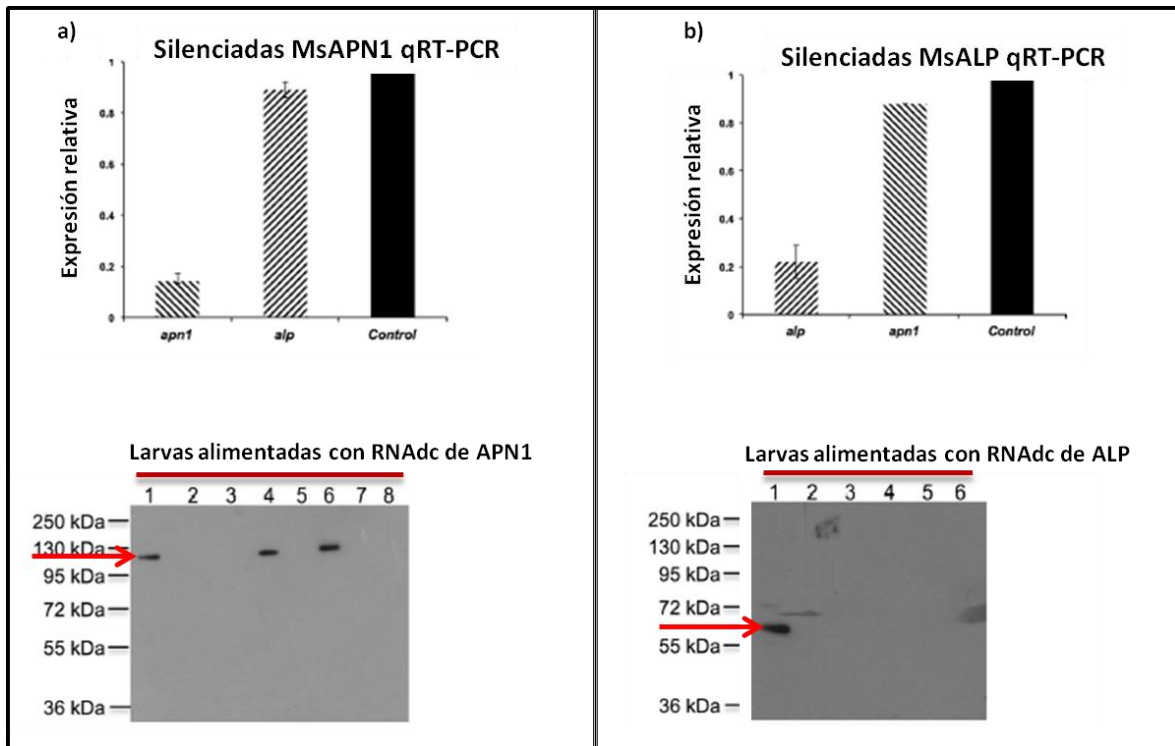 a)
Silenciadas MsAPN1 qRT-PCR
Expresión relativa
1
0.8
0.6
0.4
0.2
0
apn1 alp Control
Larvas alimentadas con RNAdc de APN1
1 2 3 4 5 6 7 8
250 kDa
130 kDa
95 kDa
72 kDa
55 kDa
36 kDa
b)
Silenciadas MsALP qRT-PCR
Expresión relativa
1
0.8
0.6
0.4
0.2
0
alp apn1 Control
Larvas alimentadas con RNAdc de ALP
1 2 3 4 5 6
250 kDa
130 kDa
95 kDa
72 kDa
55 kDa
36 kDa